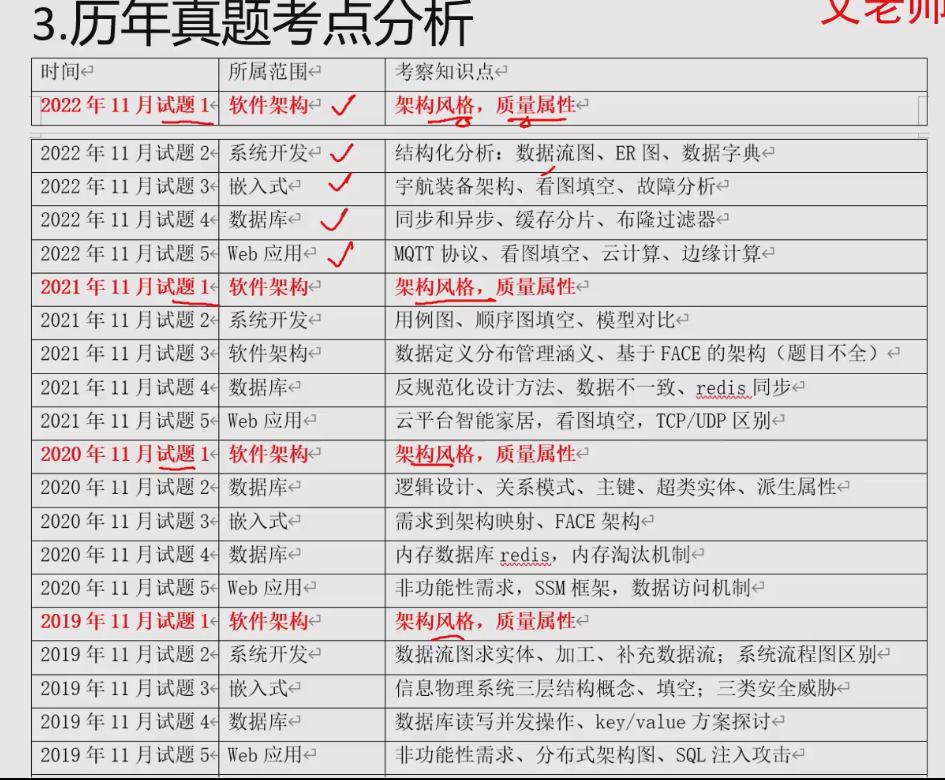 3.历年真题考点分析
文老师
时间 所属范围 考察知识点
2022 年 11 月试题 1 软件架构 架构风格，质量属性
2022 年 11 月试题 2 系统开发 结构化分析：数据流图、ER 图、数据字典
2022 年 11 月试题 3 嵌入式 宇航装备架构、看图填空、故障分析
2022 年 11 月试题 4 数据库 同步和异步、缓存分片、布隆过滤器
2022 年 11 月试题 5 Web 应用 MQTT 协议、看图填空、云计算、边缘计算
2021 年 11 月试题 1 软件架构 架构风格，质量属性
2021 年 11 月试题 2 系统开发 用例图、顺序图填空、模型对比
2021 年 11 月试题 3 软件架构 数据定义分布管理涵义、基于 FACE 的架构（题目不全）
2021 年 11 月试题 4 数据库 反规范化设计方法、数据不一致、redis 同步
2021 年 11 月试题 5 Web 应用 云平台智能家居，看图填空，TCP/UDP 区别
2020 年 11 月试题 1 软件架构 架构风格，质量属性
2020 年 11 月试题 2 数据库 逻辑设计、关系模式、主键、超类实体、派生属性
2020 年 11 月试题 3 嵌入式 需求到架构映射、FACE 架构
2020 年 11 月试题 4 数据库 内存数据库 redis，内存淘汰机制
2020 年 11 月试题 5 Web 应用 非功能性需求，SSM 框架，数据访问机制
2019 年 11 月试题 1 软件架构 架构风格，质量属性
2019 年 11 月试题 2 系统开发 数据流图求实体、加工、补充数据流；系统流程图区别
2019 年 11 月试题 3 嵌入式 信息物理系统三层结构概念、填空；三类安全威胁
2019 年 11 月试题 4 数据库 数据库读写并发操作、key/value 方案探讨
2019 年 11 月试题 5 Web 应用 非功能性需求、分布式架构图、SQL 注入攻击